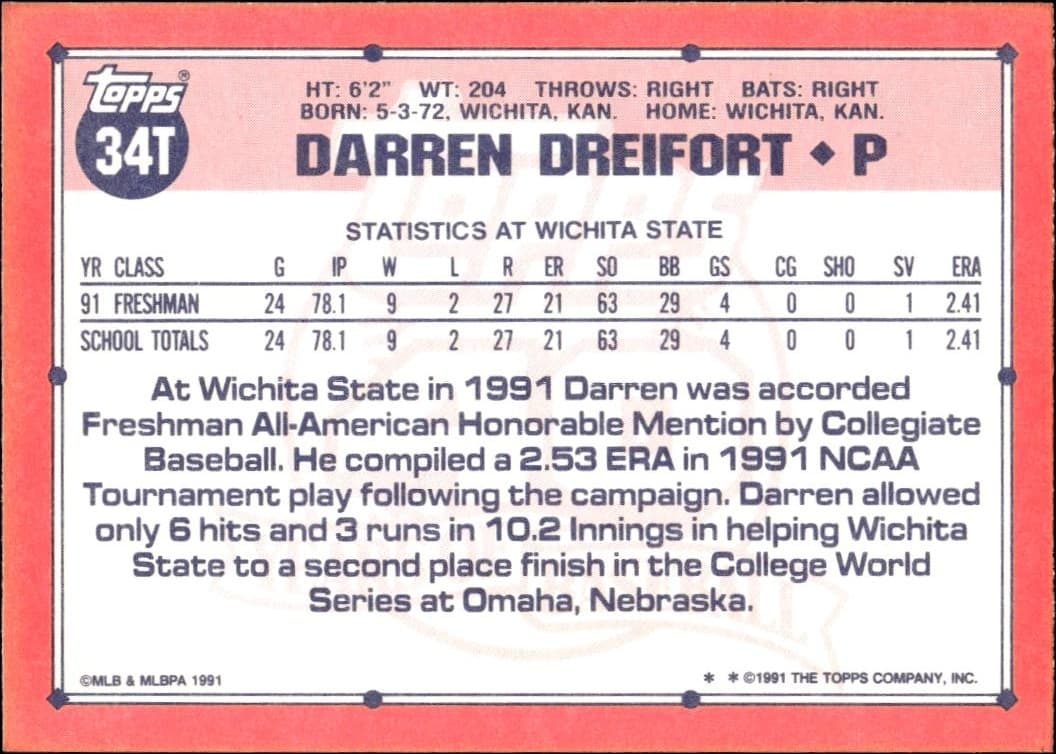 Topps®
34T
HT: 6'2" WT: 204 THROWS: RIGHT BATS: RIGHT
BORN: 5-3-72, WICHITA, KAN. HOME: WICHITA, KAN.
DARREN DREIFORT ◆ P
STATISTICS AT WICHITA STATE
YR CLASS G IP W L R ER SO BB GS CG SHO SV ERA
91 FRESHMAN 24 78.1 9 2 27 21 63 29 4 0 0 1 2.41
SCHOOL TOTALS 24 78.1 9 2 27 21 63 29 4 0 0 1 2.41
At Wichita State in 1991 Darren was accorded
Freshman All-American Honorable Mention by Collegiate
Baseball. He compiled a 2.53 ERA in 1991 NCAA
Tournament play following the campaign. Darren allowed
only 6 hits and 3 runs in 10.2 Innings in helping Wichita
State to a second place finish in the College World
Series at Omaha, Nebraska.
©MLB & MLBPA 1991
* * ©1991 THE TOPPS COMPANY, INC.